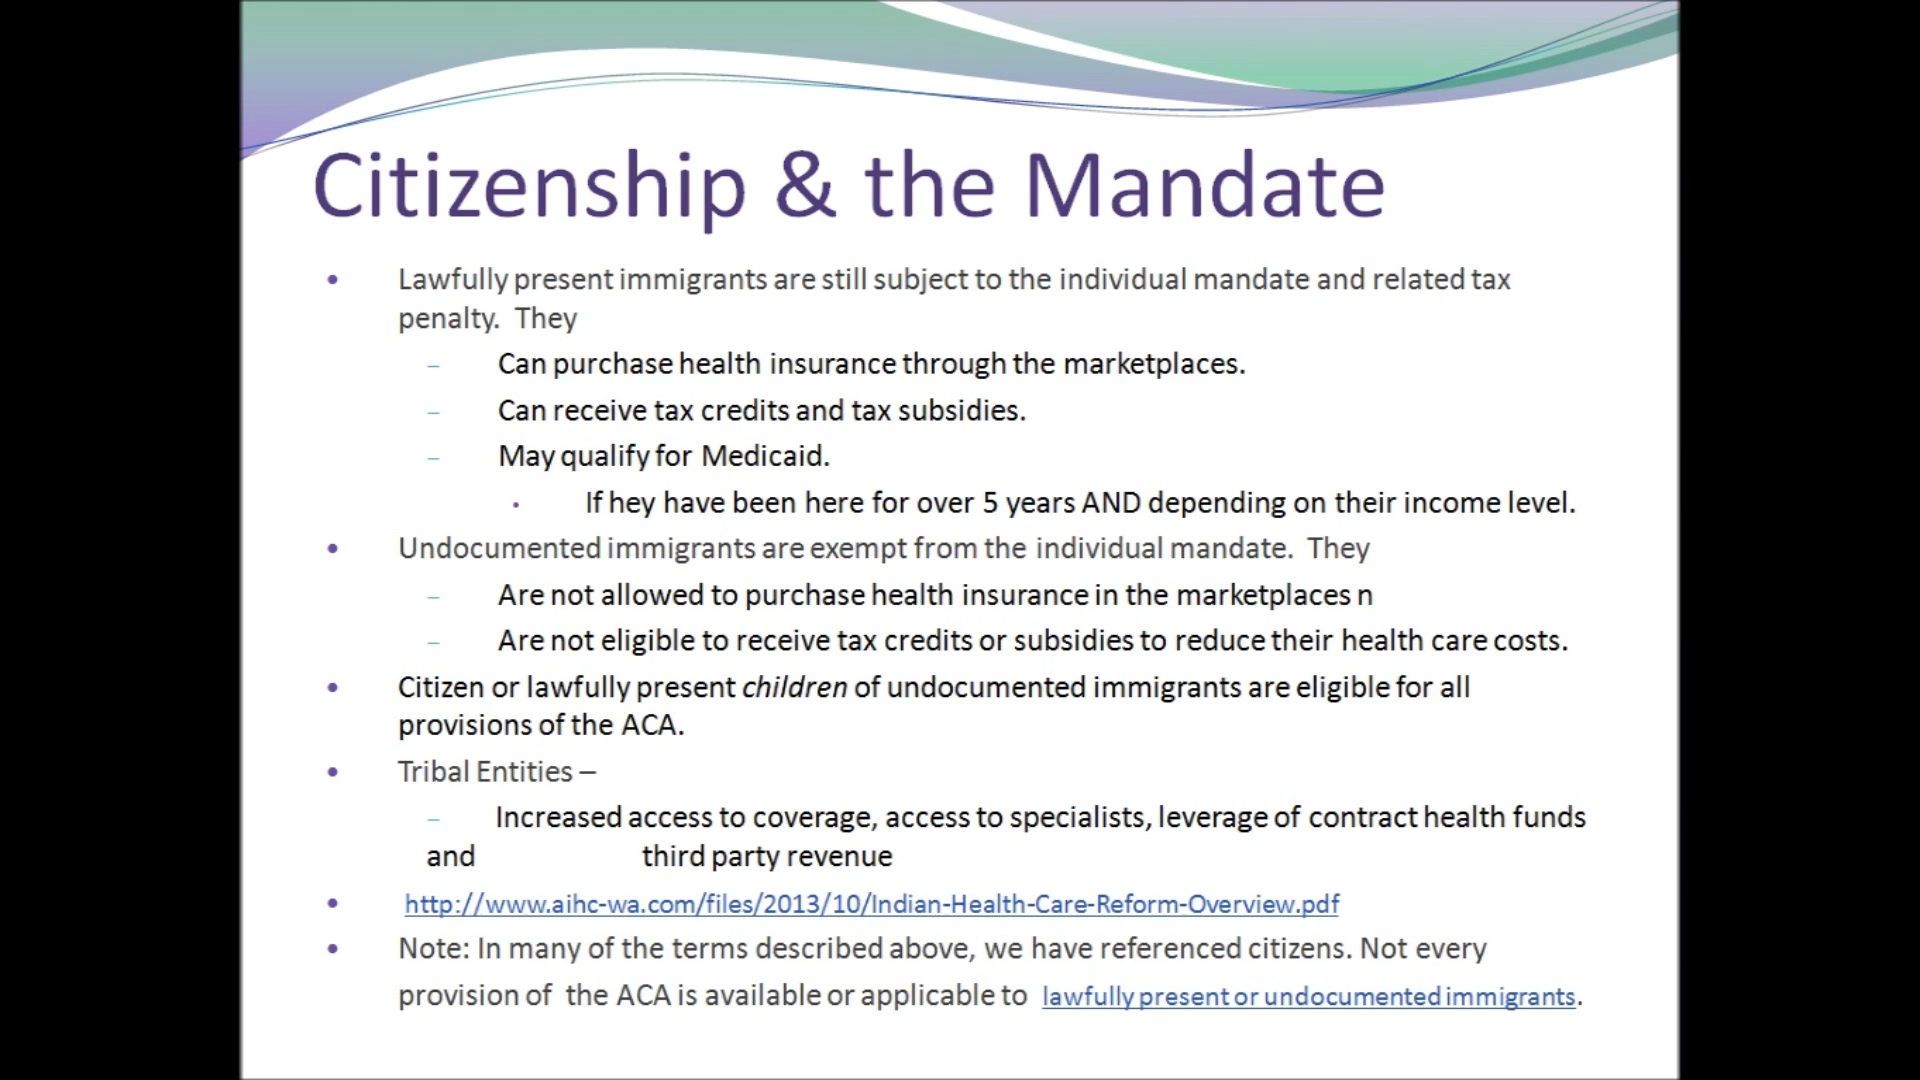 Citizenship & the Mandate
• Lawfully present immigrants are still subject to the individual mandate and related tax
penalty. They
– Can purchase health insurance through the marketplaces.
– Can receive tax credits and tax subsidies.
– May qualify for Medicaid.
• If hey have been here for over 5 years AND depending on their income level.
• Undocumented immigrants are exempt from the individual mandate. They
– Are not allowed to purchase health insurance in the marketplaces n
– Are not eligible to receive tax credits or subsidies to reduce their health care costs.
• Citizen or lawfully present children of undocumented immigrants are eligible for all
provisions of the ACA.
• Tribal Entities –
– Increased access to coverage, access to specialists, leverage of contract health funds
and third party revenue
• http://www.aihc-wa.com/files/2013/10/Indian-Health-Care-Reform-Overview.pdf
• Note: In many of the terms described above, we have referenced citizens. Not every
provision of the ACA is available or applicable to lawfully present or undocumented immigrants.